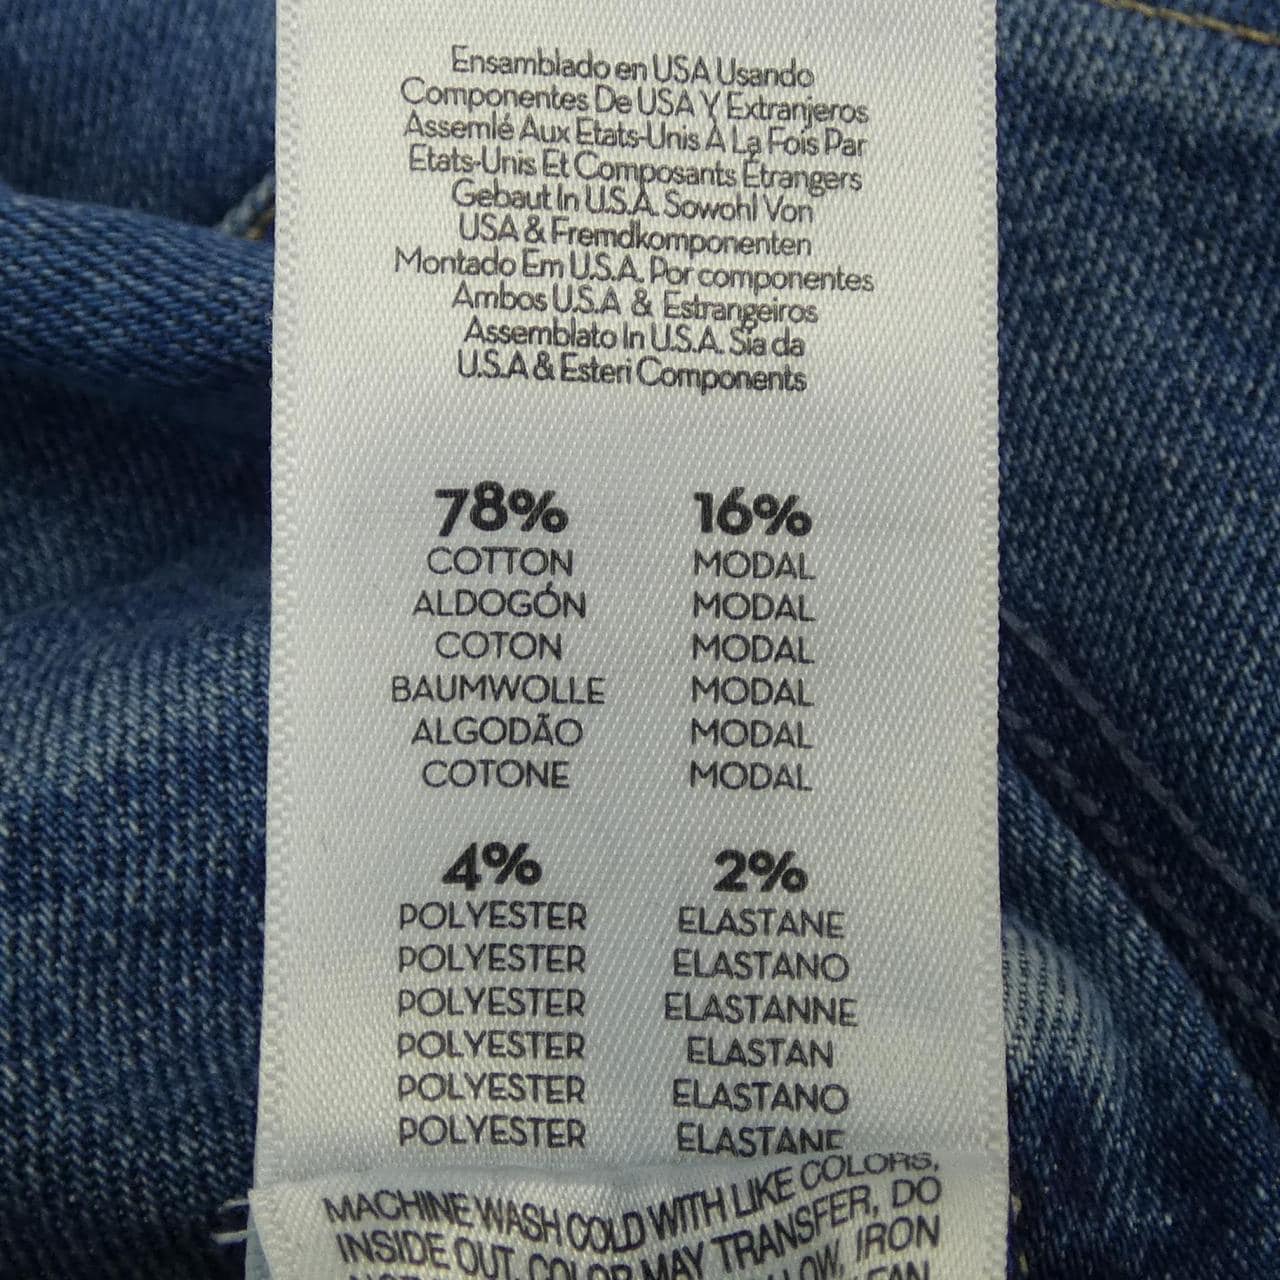 Ensamblado en USA Usando
Componentes De USA Y Extranjeros
Assemlé Aux Etats-Unis À La Fois Par
Etats-Unis Et Composants Étrangers
Gebaut In U.S.A. Sowohl Von
USA & Fremdkomponenten
Montado Em U.S.A. Por componentes
Ambos U.S.A & Estrangeiros
Assemblato In U.S.A. Sia da
U.S.A & Esteri Components
78% 16%
COTTON MODAL
ALDOGÓN MODAL
COTON MODAL
BAUMWOLLE MODAL
ALGODÃO MODAL
COTONE MODAL
4% 2%
POLYESTER ELASTANE
POLYESTER ELASTANO
POLYESTER ELASTANNE
POLYESTER ELASTAN
POLYESTER ELASTANO
POLYESTER ELASTANE
MACHINE WASH COLD WITH LIKE COLORS,
INSIDE OUT. COLOR MAY TRANSFER, DO
IRON